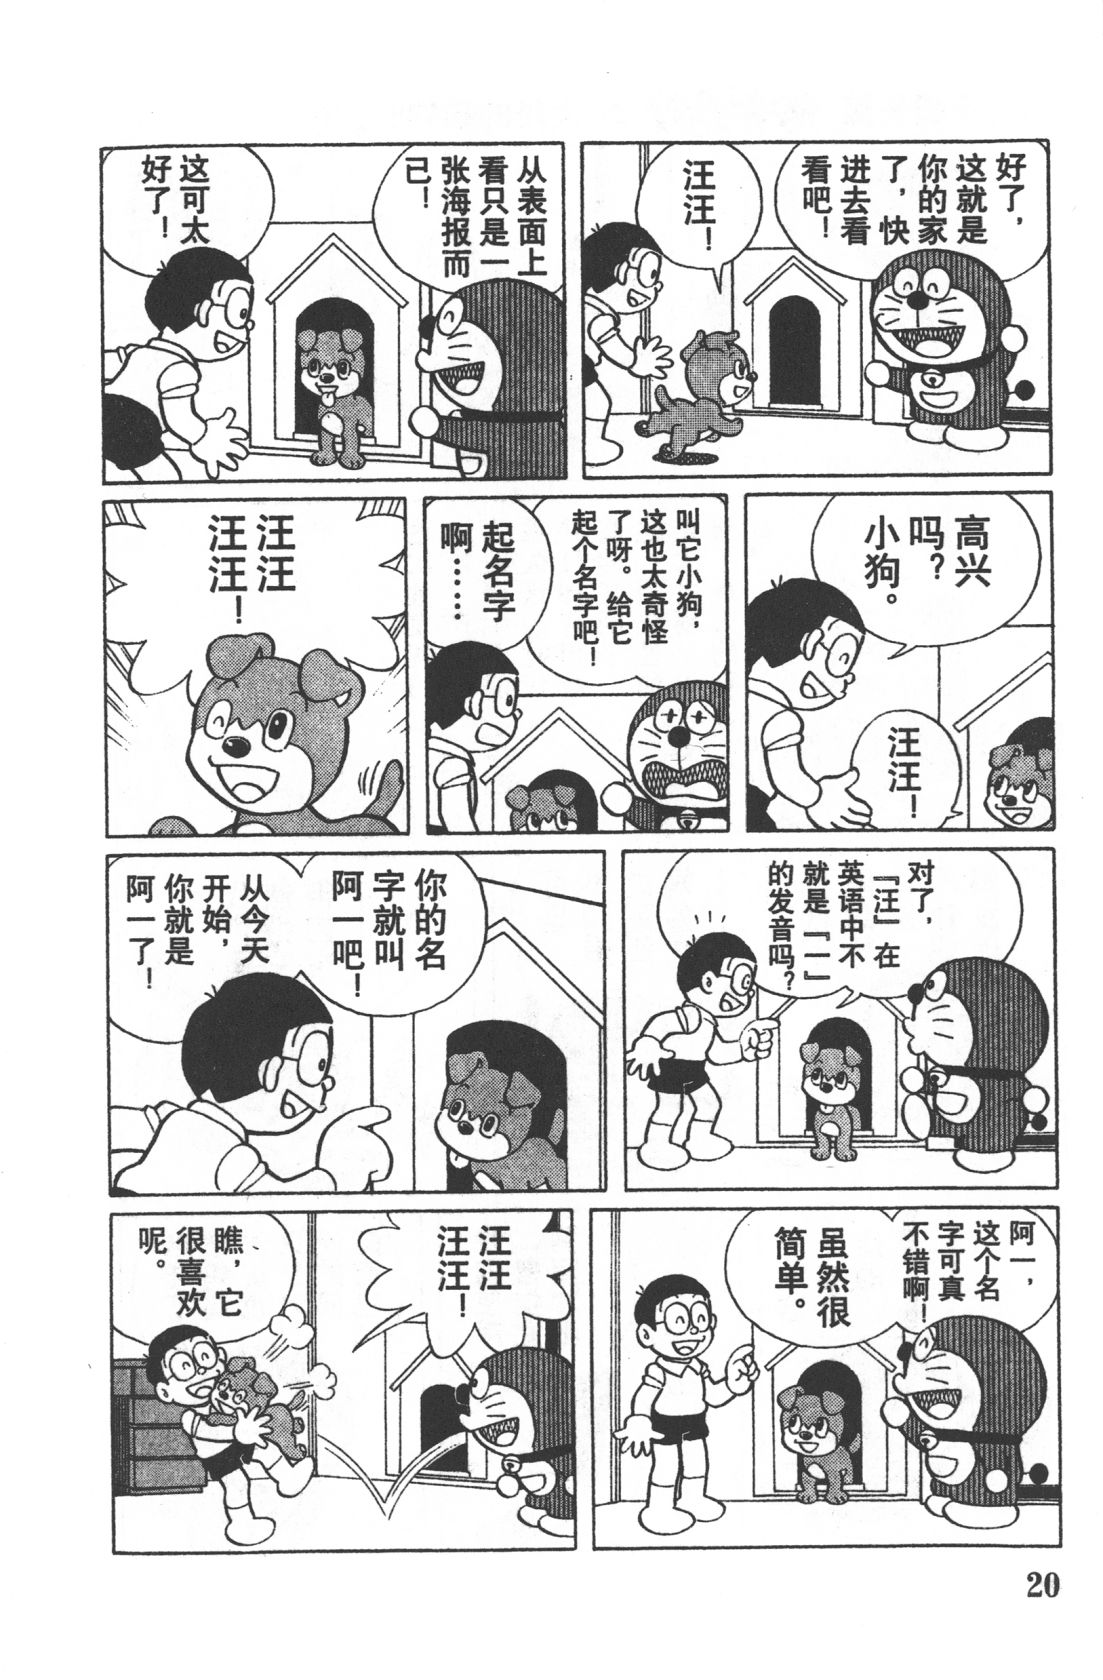 好了，
这就是
你的家
了，快
进去看
看吧！
汪
汪！
从表面上
看只是一
张海报而
已！
这可太
好了！
高兴
吗？
小狗。
汪
汪！
叫它小狗，
这也太奇怪
了呀。给它
起个名字吧！
起名字
啊……
汪汪
汪汪！
对了，
『汪』在
英语中不
就是『一』
的发音吗？
你的名
字就叫
阿一吧！
从今天
开始，
你就是
阿一了！
阿一，
这个名
字可真
不错啊！
虽然很
简单。
汪汪
汪汪！
瞧，它
很喜欢
呢。
20